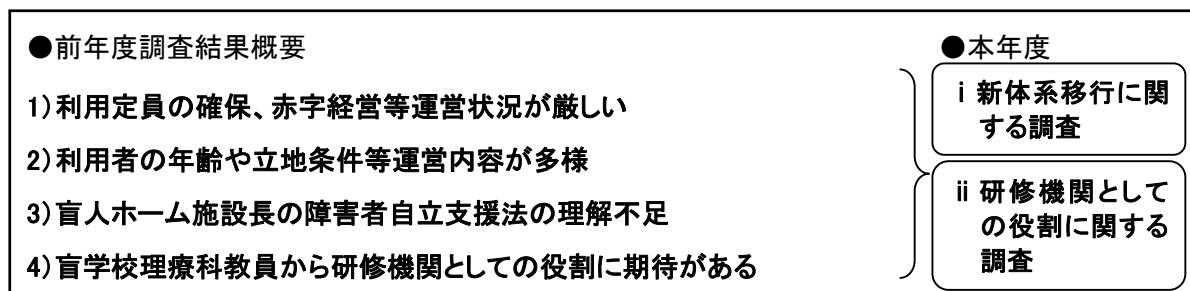 ●前年度調査結果概要
1)利用定員の確保、赤字経営等運営状況が厳しい
2)利用者の年齢や立地条件等運営内容が多様
3)盲人ホーム施設長の障害者自立支援法の理解不足
4)盲学校理療科教員から研修機関としての役割に期待がある
●本年度
ⅰ 新体系移行に関
する調査
ⅱ 研修機関として
の役割に関する
調査